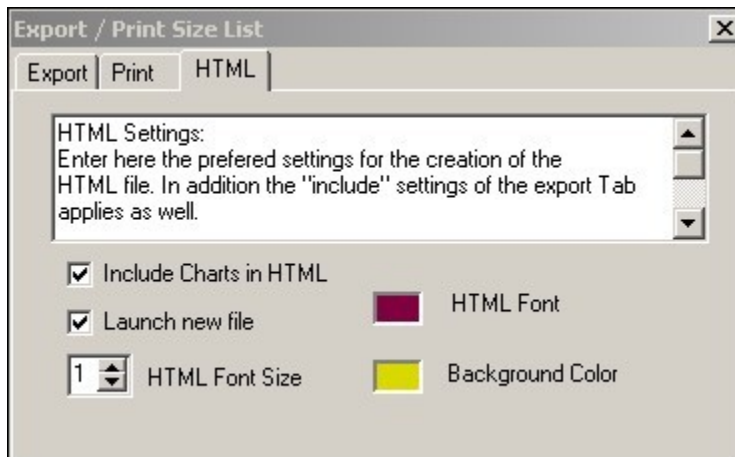 Export / Print Size List
Export Print HTML
HTML Settings:
Enter here the prefered settings for the creation of the
HTML file. In addition the "include" settings of the export Tab
applies as well.
Include Charts in HTML
HTML Font
Launch new file
1 HTML Font Size
Background Color